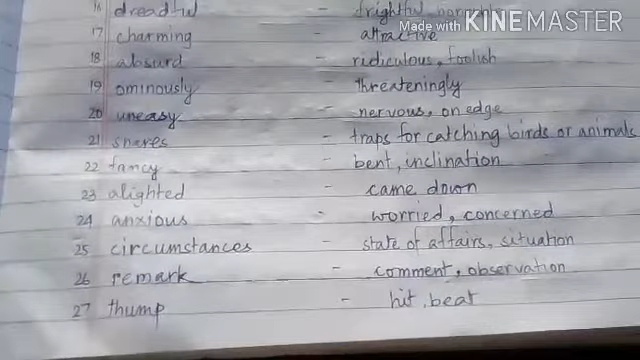 16 dreadful - frightful, horrible
Made with KINEMASTER
17 charming - attractive
18 absurd - ridiculous, foolish
19 ominously - threateningly
20 uneasy - nervous, on edge
21 snares - traps for catching birds or animals
22 fancy - bent, inclination
23 alighted - came down
24 anxious - worried, concerned
25 circumstances - state of affairs, situation
26 remark - comment, observation
27 thump - hit, beat